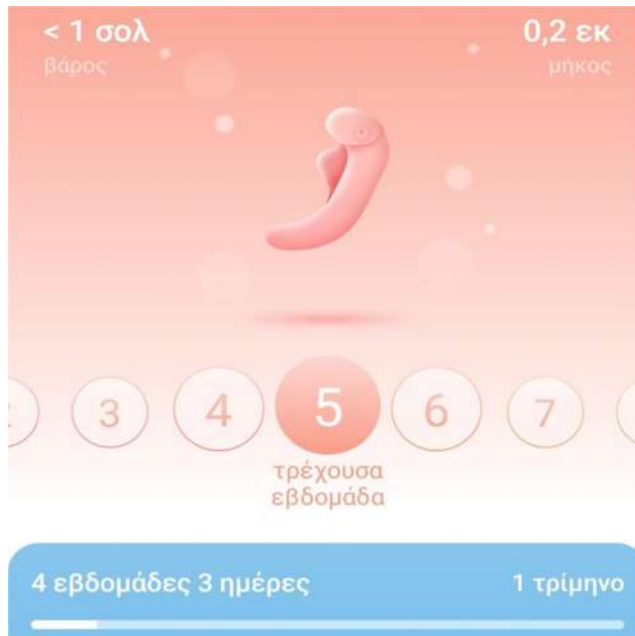 < 1 σολ
0,2 εκ
βάρος
μήκος
3
4
5
6
7
τρέχουσα
εβδομάδα
4 εβδομάδες 3 ημέρες
1 τρίμηνο